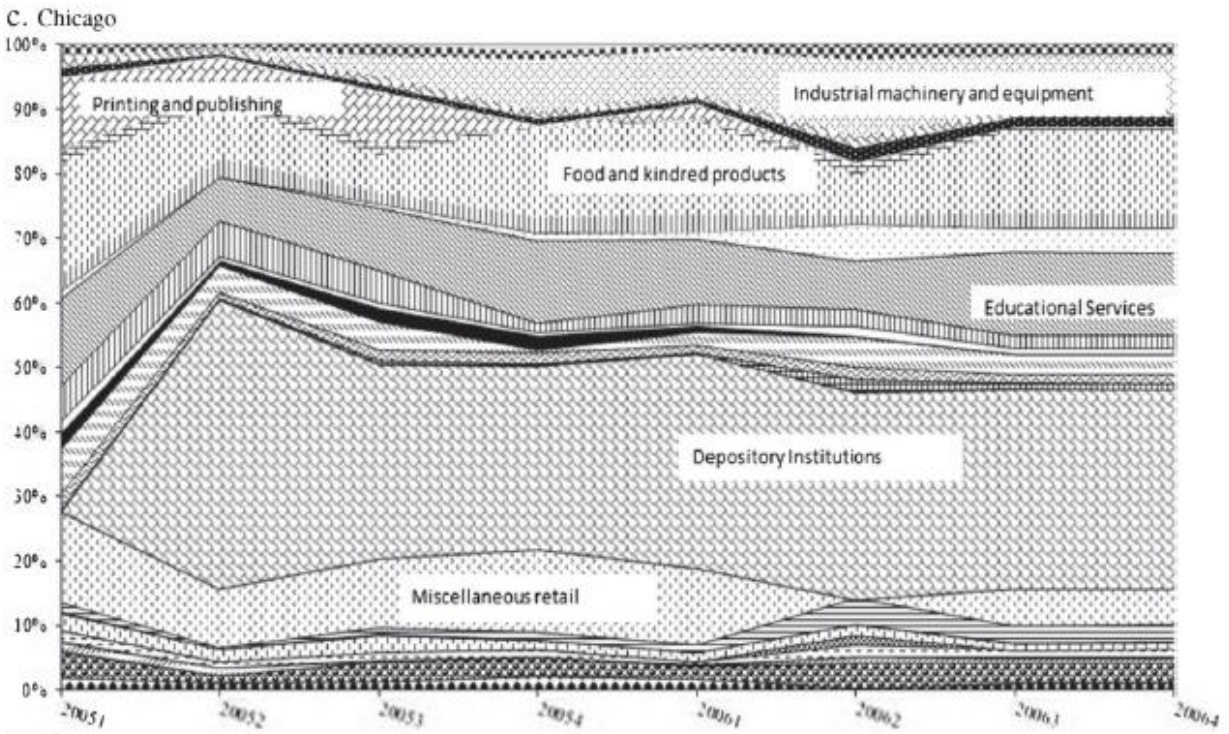 c. Chicago
100%
90%
80%
70%
60%
50%
40%
30%
20%
10%
0%
Printing and publishing
Industrial machinery and equipment
Food and kindred products
Educational Services
Depository Institutions
Miscellaneous retail
20051
20052
20053
20054
20061
20062
20063
20064